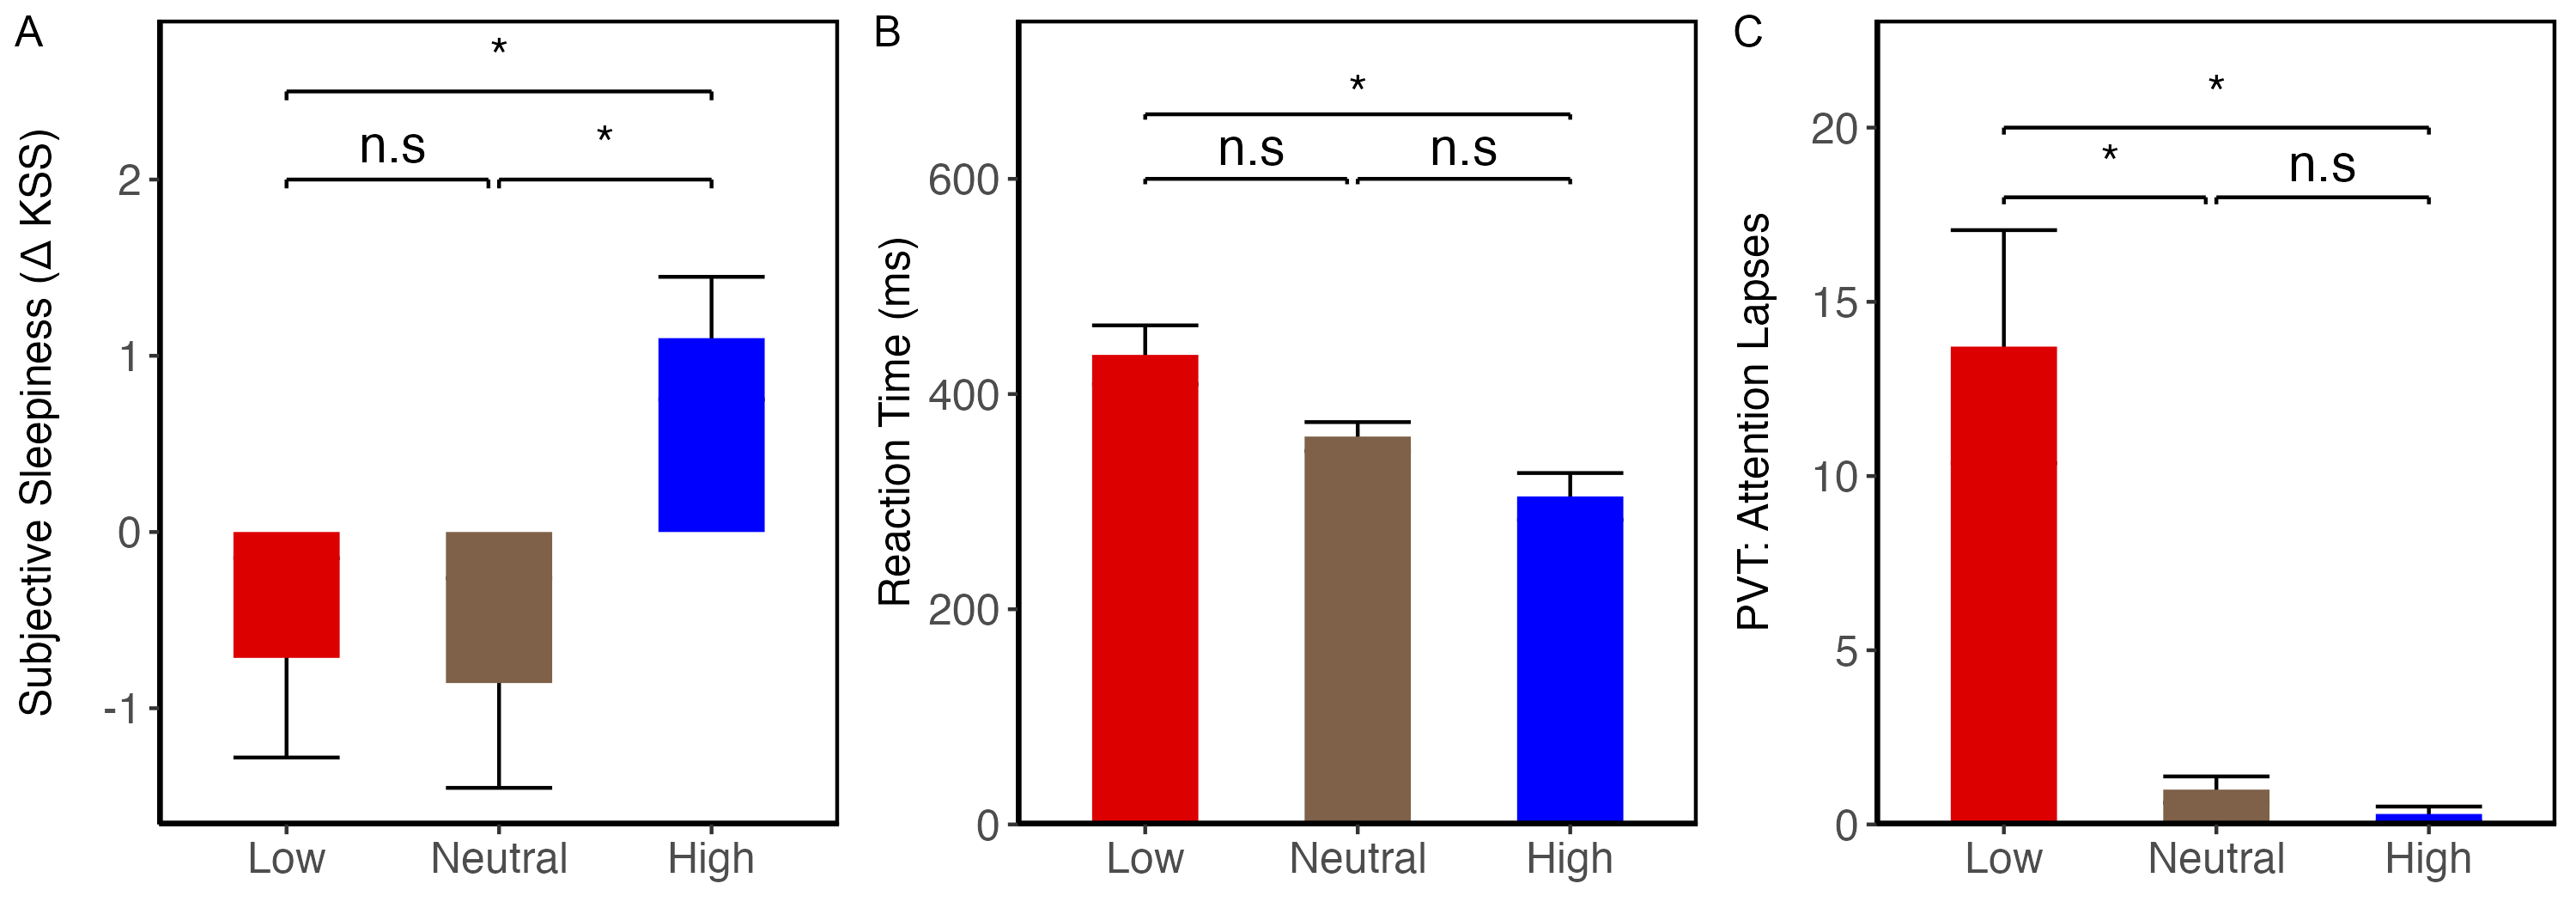 A
Subjective Sleepiness (Δ KSS)
2
1
0
-1
*
n.s
*
Low
Neutral
High
B
Reaction Time (ms)
600
400
200
0
*
n.s
n.s
Low
Neutral
High
C
PVT: Attention Lapses
20
15
10
5
0
*
*
n.s
Low
Neutral
High